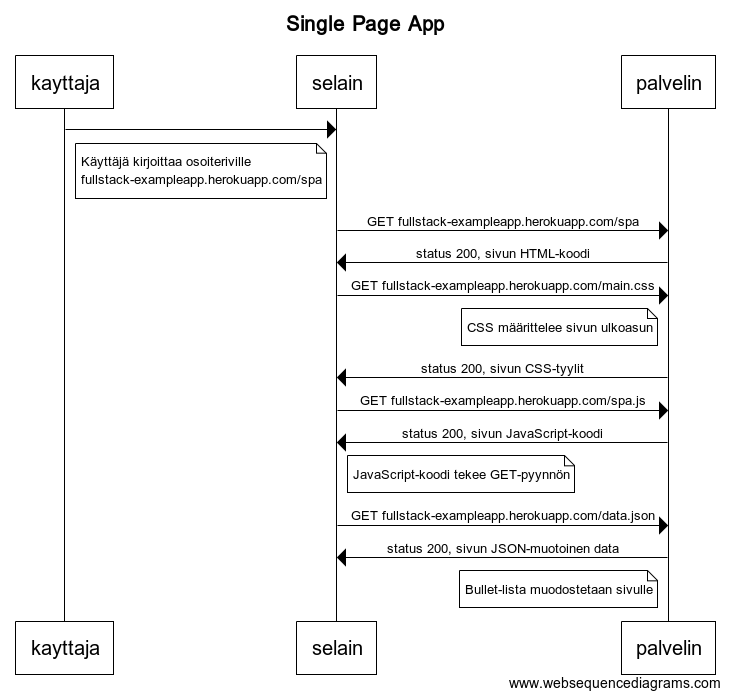 Single Page App
kayttaja
selain
palvelin
Käyttäjä kirjoittaa osoiteriville
fullstack-exampleapp.herokuapp.com/spa
GET fullstack-exampleapp.herokuapp.com/spa
status 200, sivun HTML-koodi
GET fullstack-exampleapp.herokuapp.com/main.css
CSS määrittelee sivun ulkoasun
status 200, sivun CSS-tyylit
GET fullstack-exampleapp.herokuapp.com/spa.js
status 200, sivun JavaScript-koodi
JavaScript-koodi tekee GET-pyynnön
GET fullstack-exampleapp.herokuapp.com/data.json
status 200, sivun JSON-muotoinen data
Bullet-lista muodostetaan sivulle
kayttaja
selain
palvelin
www.websequencediagrams.com